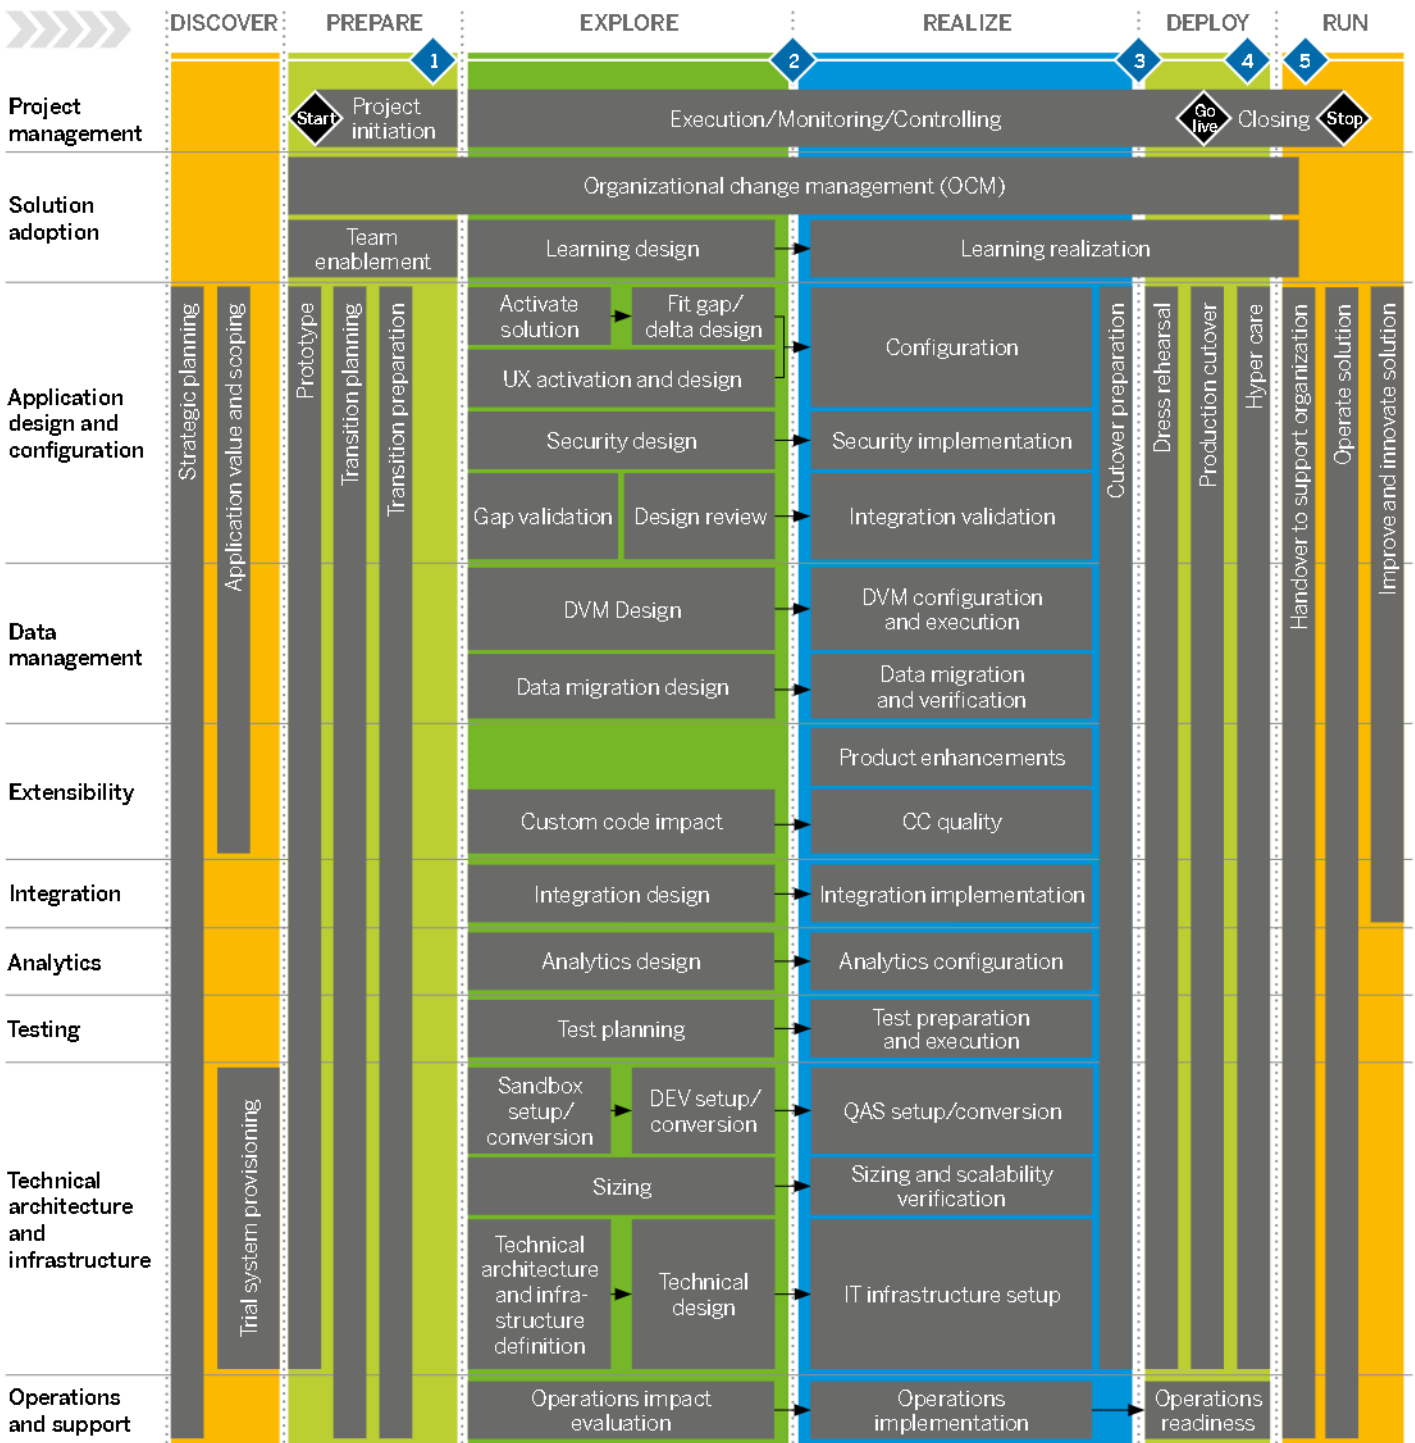 DISCOVER
PREPARE
EXPLORE
REALIZE
DEPLOY
RUN
1
2
3
4
5
Project
management
Start
Project
initiation
Execution/Monitoring/Controlling
Go
live
Closing
Stop
Solution
adoption
Organizational change management (OCM)
Team
enablement
Learning design
Learning realization
Application
design and
configuration
Strategic planning
Application value and scoping
Prototype
Transition planning
Transition preparation
Activate
solution
Fit gap/
delta design
UX activation and design
Configuration
Security design
Security implementation
Gap validation
Design review
Integration validation
Cutover preparation
Dress rehearsal
Production cutover
Hyper care
Handover to support organization
Operate solution
Improve and innovate solution
Data
management
DVM Design
DVM configuration
and execution
Data migration design
Data migration
and verification
Extensibility
Product enhancements
Custom code impact
CC quality
Integration
Integration design
Integration implementation
Analytics
Analytics design
Analytics configuration
Testing
Test planning
Test preparation
and execution
Technical
architecture
and
infrastructure
Trial system provisioning
Sandbox
setup/
conversion
DEV setup/
conversion
QAS setup/conversion
Sizing
Sizing and scalability
verification
Technical
architecture
and infra-
structure
definition
Technical
design
IT infrastructure setup
Operations
and support
Operations impact
evaluation
Operations
implementation
Operations
readiness